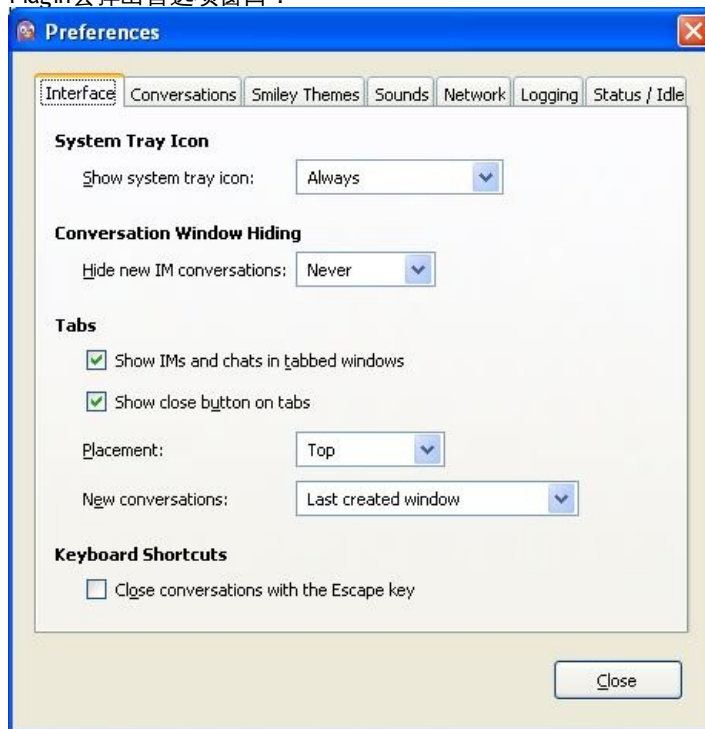 Preferences
Interface Conversations Smiley Themes Sounds Network Logging Status / Idle
System Tray Icon
Show system tray icon: Always
Conversation Window Hiding
Hide new IM conversations: Never
Tabs
Show IMs and chats in tabbed windows
Show close button on tabs
Placement: Top
New conversations: Last created window
Keyboard Shortcuts
Close conversations with the Escape key
Close